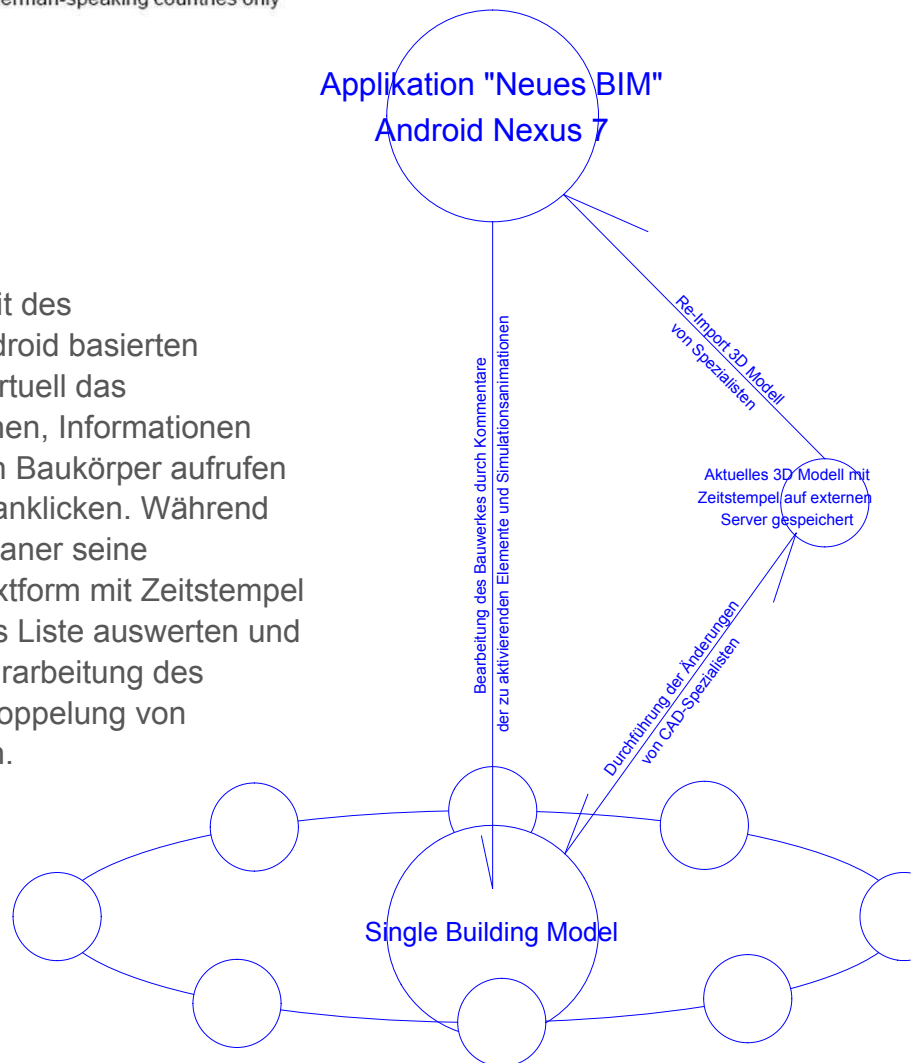 German-speaking countries only
Applikation "Neues BIM"
Android Nexus 7
it des
droid basierten
rtuell das
nen, Informationen
n Baukörper aufrufen
anklicken. Während
aner seine
xtform mit Zeitstempel
s Liste auswerten und
rarbeitung des
oppelung von
n.
Bearbeitung des Bauwerkes durch Kommentare
der zu aktivierenden Elemente und Simulationsanimationen
Re-Import 3D Modell
von Spezialisten
Aktuelles 3D Modell mit
Zeitstempel auf externen
Server gespeichert
Durchführung der Änderungen
von CAD-Spezialisten
Single Building Model